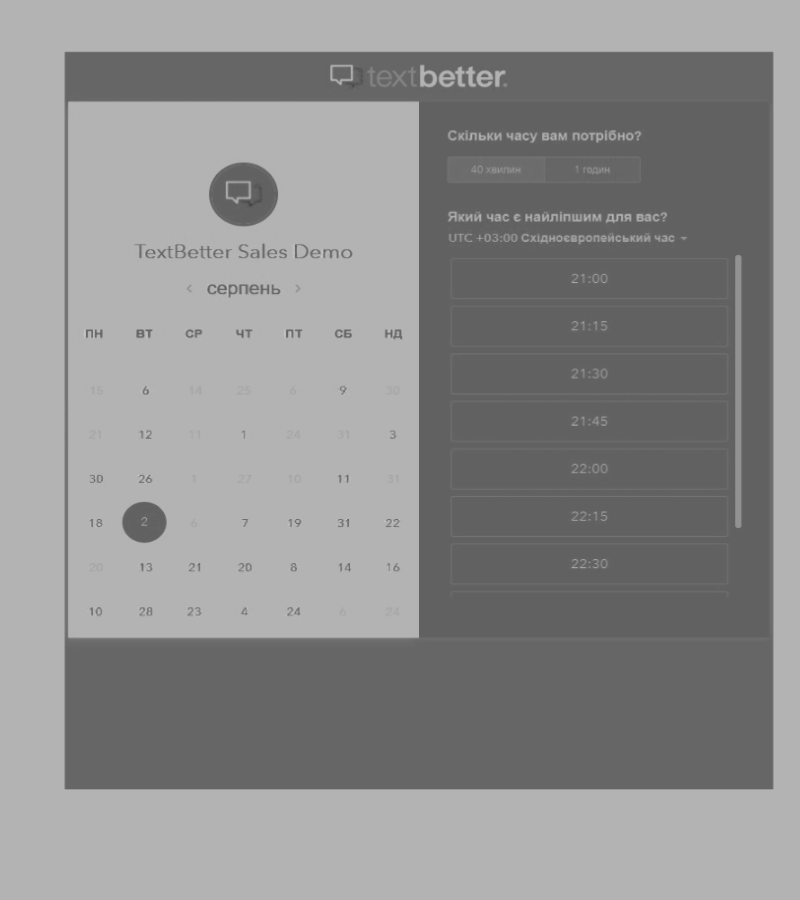 textbetter.
TextBetter Sales Demo
‹ серпень ›
ПН ВТ СР ЧТ ПТ СБ НД
15 6 14 25 6 9 30
21 12 11 1 24 31 3
30 26 1 27 10 11 31
18 2 6 7 19 31 22
20 13 21 20 8 14 16
10 28 23 4 24 6 24
Скільки часу вам потрібно?
40 хвилин 1 годин
Який час є найліпшим для вас?
UTC +03:00 Східноєвропейський час
21:00
21:15
21:30
21:45
22:00
22:15
22:30